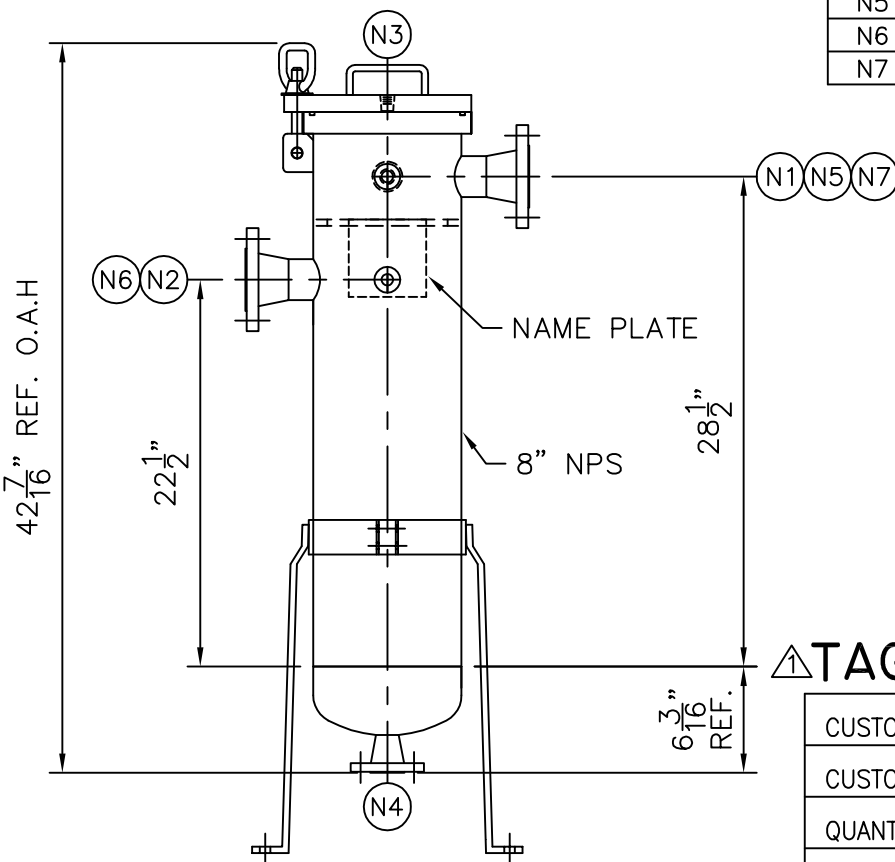 N5
N6
N7
N3
N1 N5 N7
N6 N2
42 7/16" REF. O.A.H
22 1/2"
NAME PLATE
28 1/2"
8" NPS
6 3/16" REF.
N4
1 TAG
CUSTO
CUSTO
QUANT